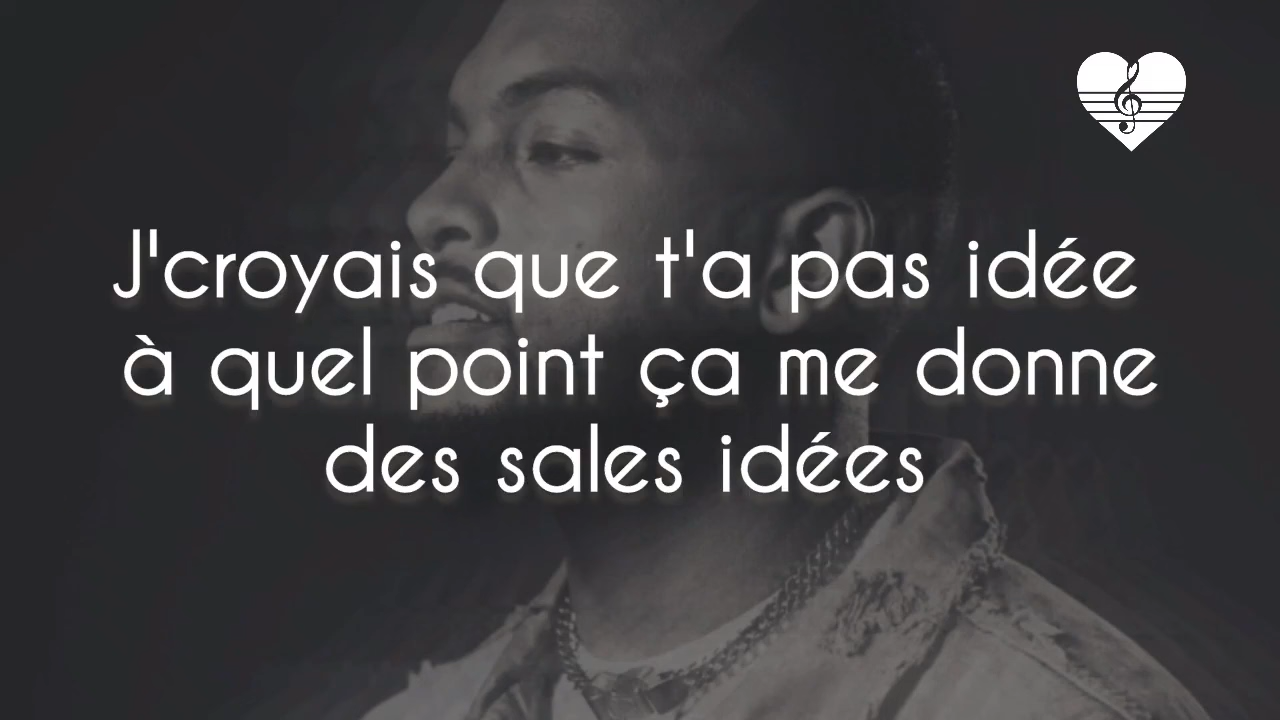 J'croyais que t'a pas idée
à quel point ça me donne
des sales idées